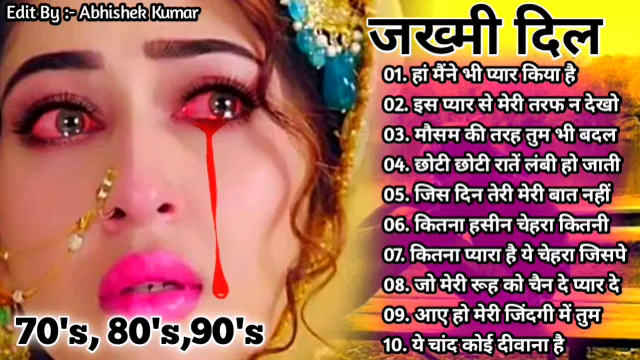 Edit By :- Abhishek Kumar
जख्मी दिल
01. हां मैंने भी प्यार किया है
02. इस प्यार से मेरी तरफ न देखो
03. मौसम की तरह तुम भी बदल
04. छोटी छोटी रातें लंबी हो जाती
05. जिस दिन तेरी मेरी बात नहीं
06. कितना हसीन चेहरा कितनी
07. कितना प्यारा है ये चेहरा जिसपे
08. जो मेरी रूह को चैन दे प्यार दे
09. आए हो मेरी जिंदगी में तुम
10. ये चांद कोई दीवाना है
70's, 80's,90's